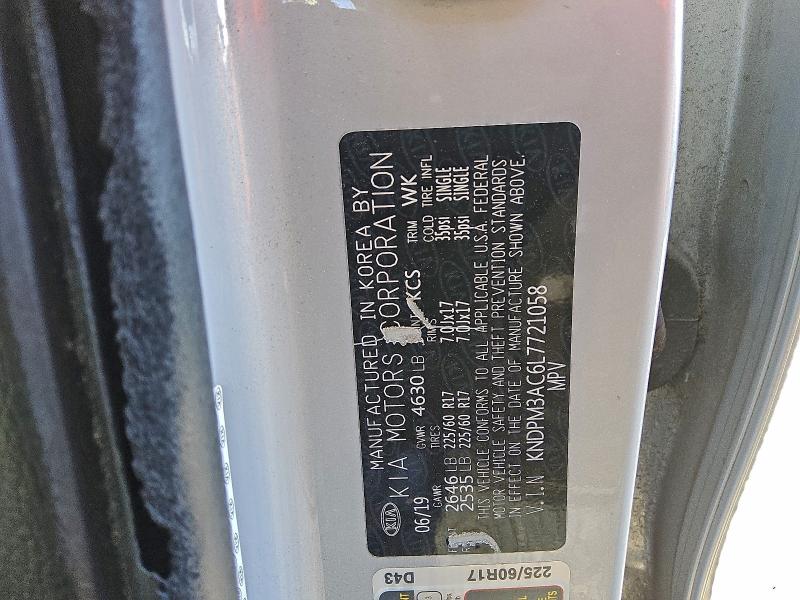 MANUFACTURED IN KOREA BY
KIA KIA MOTORS CORPORATION
06/19 GVWR 4630 LB KCS TRIM WK
GAWR TIRES RIMS COLD TIRE INFL
2646 LB 225/60 R17 7.0Jx17 35psi SINGLE
2535 LB 225/60 R17 7.0Jx17 35psi SINGLE
THIS VEHICLE CONFORMS TO ALL APPLICABLE U.S.A. FEDERAL
MOTOR VEHICLE SAFETY AND THEFT PREVENTION STANDARDS
IN EFFECT ON THE DATE OF MANUFACTURE SHOWN ABOVE.
V.I.N KNDPM3AC6L7721058
MPV
D43
225/60R17